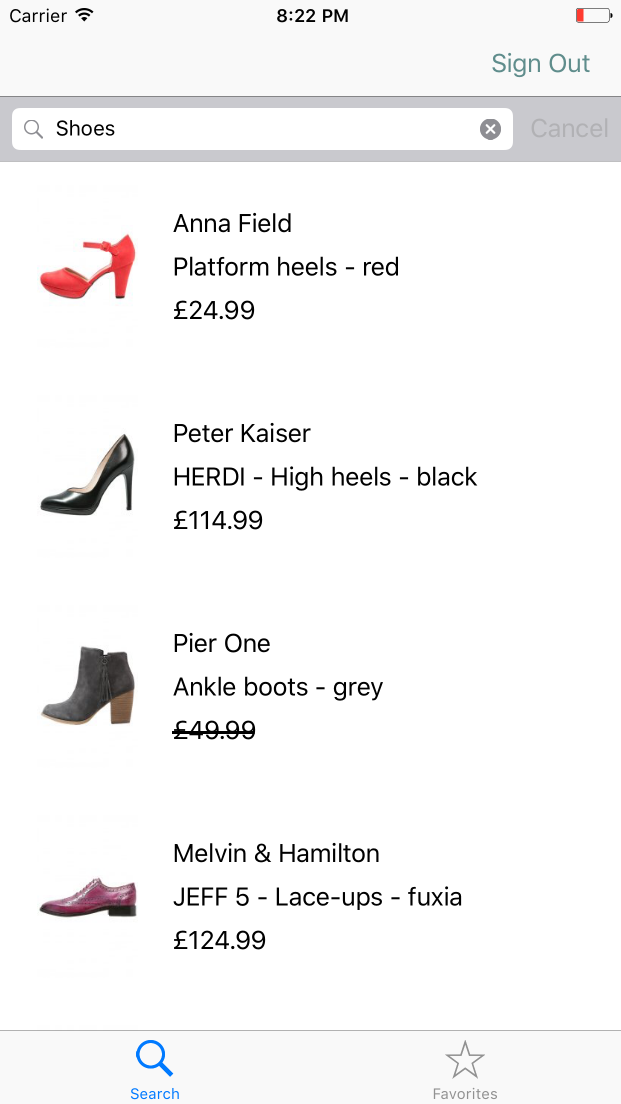 Carrier 8:22 PM
Sign Out
Shoes Cancel
Anna Field
Platform heels - red
£24.99
Peter Kaiser
HERDI - High heels - black
£114.99
Pier One
Ankle boots - grey
£49.99
Melvin & Hamilton
JEFF 5 - Lace-ups - fuxia
£124.99
Search Favorites